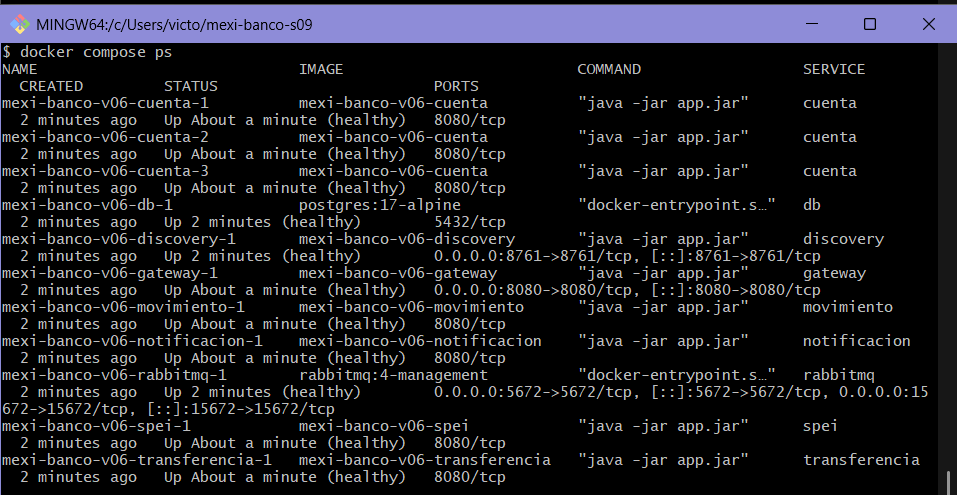 MINGW64:/c/Users/victo/mexi-banco-s09
$ docker compose ps
NAME IMAGE COMMAND SERVICE
CREATED STATUS PORTS
mexi-banco-v06-cuenta-1 mexi-banco-v06-cuenta "java -jar app.jar" cuenta
2 minutes ago Up About a minute (healthy) 8080/tcp
mexi-banco-v06-cuenta-2 mexi-banco-v06-cuenta "java -jar app.jar" cuenta
2 minutes ago Up About a minute (healthy) 8080/tcp
mexi-banco-v06-cuenta-3 mexi-banco-v06-cuenta "java -jar app.jar" cuenta
2 minutes ago Up About a minute (healthy) 8080/tcp
mexi-banco-v06-db-1 postgres:17-alpine "docker-entrypoint.s…" db
2 minutes ago Up 2 minutes (healthy) 5432/tcp
mexi-banco-v06-discovery-1 mexi-banco-v06-discovery "java -jar app.jar" discovery
2 minutes ago Up 2 minutes (healthy) 0.0.0.0:8761->8761/tcp, [::]:8761->8761/tcp
mexi-banco-v06-gateway-1 mexi-banco-v06-gateway "java -jar app.jar" gateway
2 minutes ago Up About a minute (healthy) 0.0.0.0:8080->8080/tcp, [::]:8080->8080/tcp
mexi-banco-v06-movimiento-1 mexi-banco-v06-movimiento "java -jar app.jar" movimiento
2 minutes ago Up About a minute (healthy) 8080/tcp
mexi-banco-v06-notificacion-1 mexi-banco-v06-notificacion "java -jar app.jar" notificacion
2 minutes ago Up About a minute (healthy) 8080/tcp
mexi-banco-v06-rabbitmq-1 rabbitmq:4-management "docker-entrypoint.s…" rabbitmq
2 minutes ago Up 2 minutes (healthy) 0.0.0.0:5672->5672/tcp, [::]:5672->5672/tcp, 0.0.0.0:15
672->15672/tcp, [::]:15672->15672/tcp
mexi-banco-v06-spei-1 mexi-banco-v06-spei "java -jar app.jar" spei
2 minutes ago Up About a minute (healthy) 8080/tcp
mexi-banco-v06-transferencia-1 mexi-banco-v06-transferencia "java -jar app.jar" transferencia
2 minutes ago Up About a minute (healthy) 8080/tcp